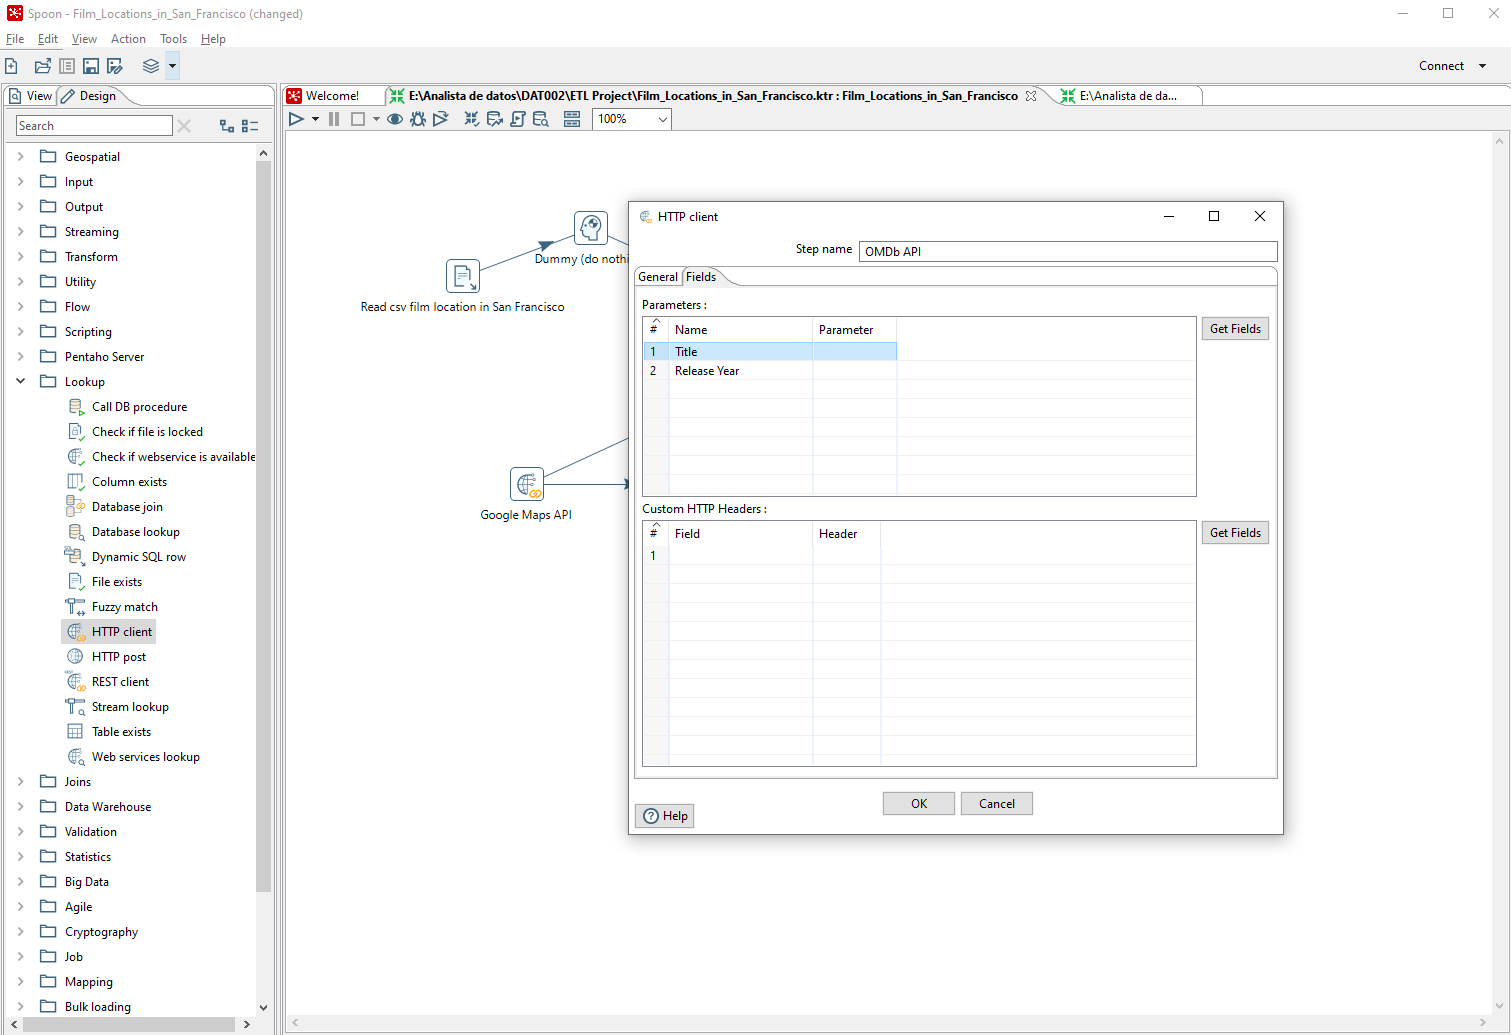 Spoon - Film_Locations_in_San_Francisco (changed)
File Edit View Action Tools Help
Connect
View Design
Welcome! E:\Analista de datos\DAT002\ETL Project\Film_Locations_in_San_Francisco.ktr : Film_Locations_in_San_Francisco E:\Analista de da...
Search
100%
Geospatial
Input
Output
Streaming
Transform
Utility
Flow
Scripting
Pentaho Server
Lookup
Call DB procedure
Check if file is locked
Check if webservice is available
Column exists
Database join
Database lookup
Dynamic SQL row
File exists
Fuzzy match
HTTP client
HTTP post
REST client
Stream lookup
Table exists
Web services lookup
Joins
Data Warehouse
Validation
Statistics
Big Data
Agile
Cryptography
Job
Mapping
Bulk loading
Dummy (do nothi
Read csv film location in San Francisco
Google Maps API
HTTP client
Step name OMDb API
General Fields
Parameters :
# Name Parameter
Get Fields
1 Title
2 Release Year
Custom HTTP Headers :
# Field Header
Get Fields
1
OK Cancel
Help